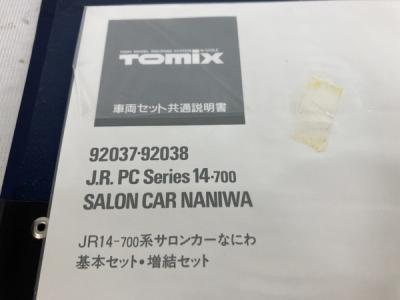 TOMIX
車両セット共通説明書
92037·92038
J.R. PC Series 14-700
SALON CAR NANIWA
JR14-700系サロンカーなにわ
基本セット・増結セット